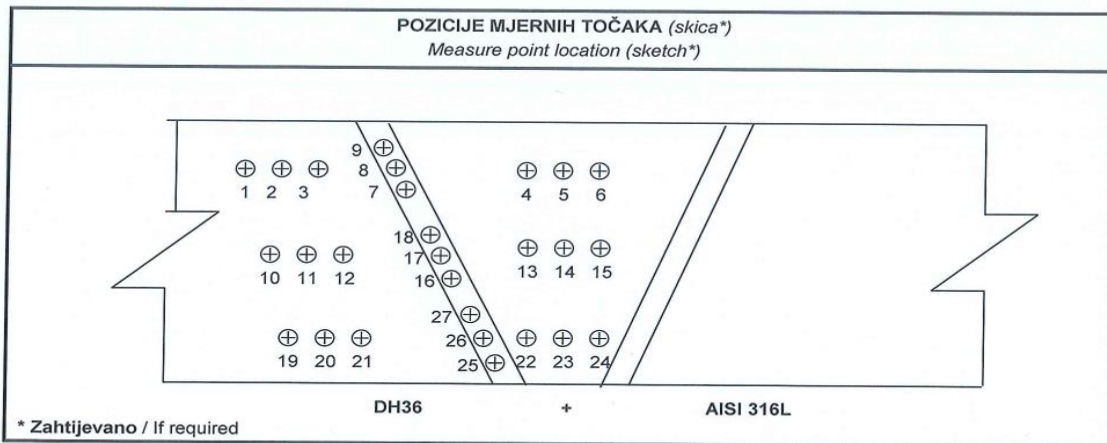 POZICIJE MJERNIH TOČAKA (skica*)
Measure point location (sketch*)
9
8
7
1 2 3
4 5 6
18
17
16
10 11 12
13 14 15
27
26
25
19 20 21
22 23 24
DH36 + AISI 316L
* Zahtijevano / If required